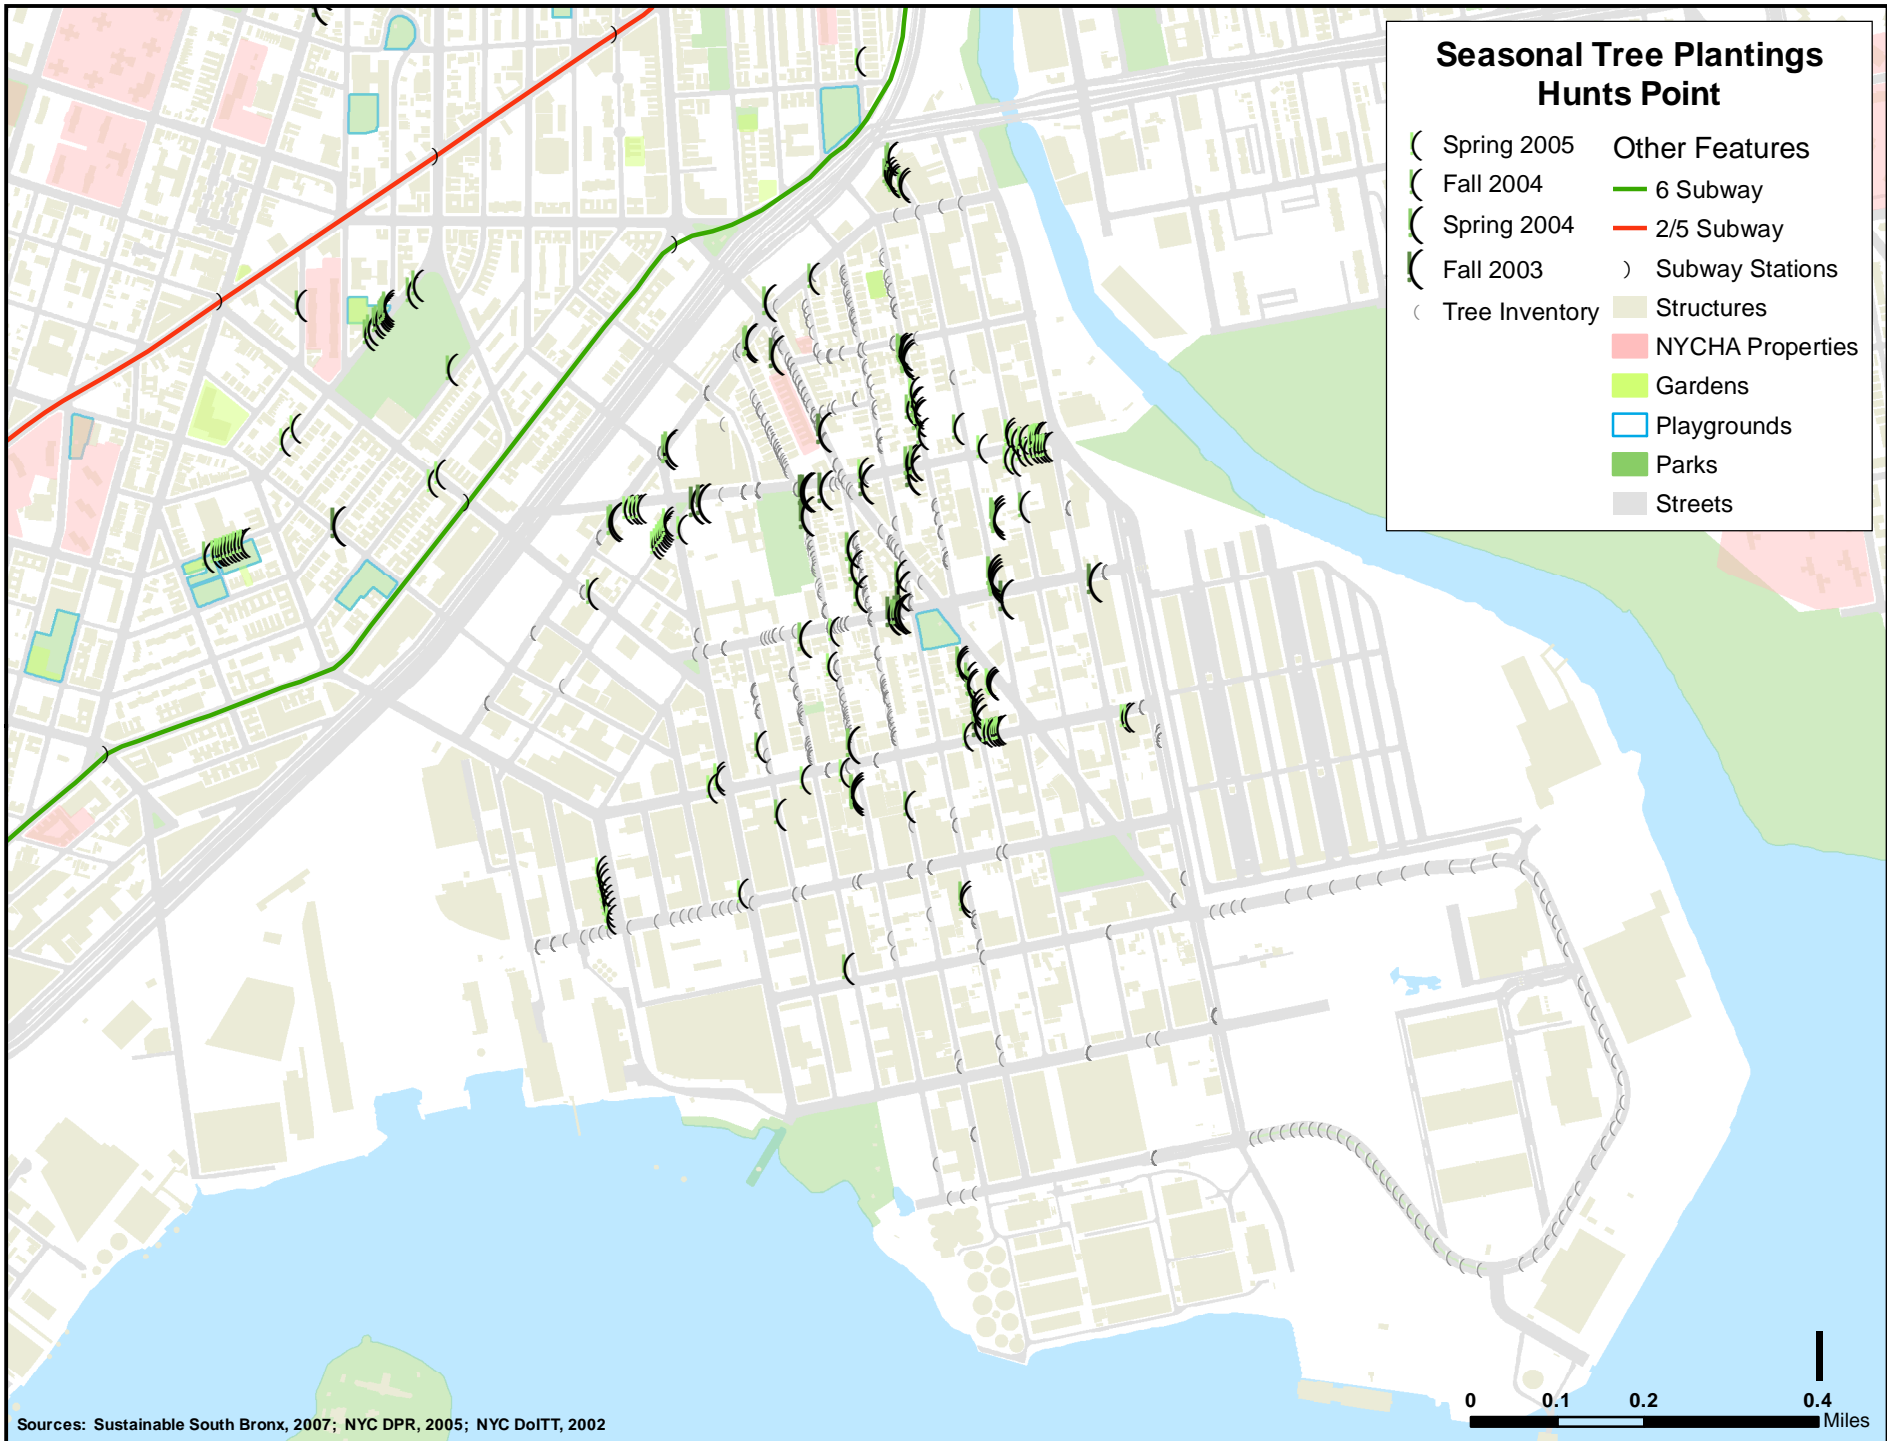 Seasonal Tree Plantings
Hunts Point
Spring 2005
Fall 2004
Spring 2004
Fall 2003
Tree Inventory
Other Features
6 Subway
2/5 Subway
Subway Stations
Structures
NYCHA Properties
Gardens
Playgrounds
Parks
Streets
0 0.1 0.2 0.4
Miles
Sources: Sustainable South Bronx, 2007; NYC DPR, 2005; NYC DoITT, 2002